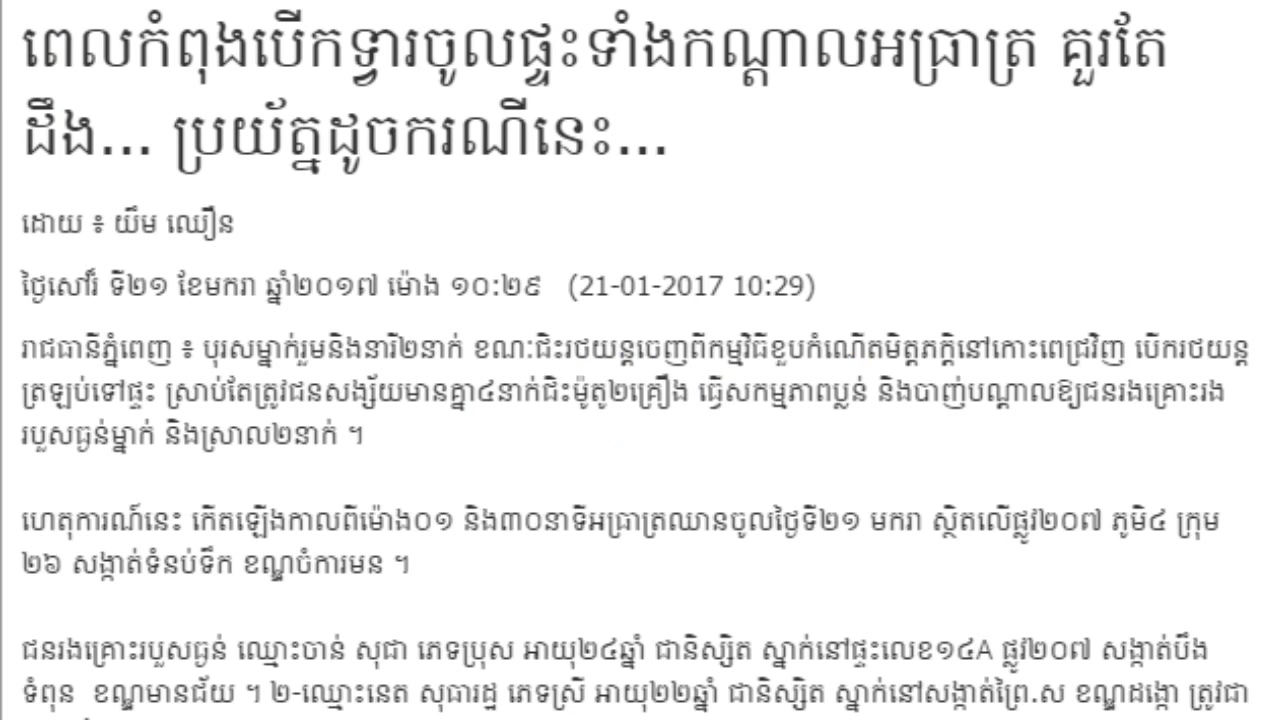 ពេលកំពុងបើកទ្វារចូលផ្ទះទាំងកណ្ដាលអធ្រាត្រ គួរតែ
ដឹង... ប្រយ័ត្នដូចករណីនេះ...
ដោយ ៖ យ៉ឹម ឈឿន
ថ្ងៃសៅរ៍ ទី២១ ខែមករា ឆ្នាំ២០១៧ ម៉ោង ១០:២៩ (21-01-2017 10:29)
រាជធានីភ្នំពេញ ៖ បុរសម្នាក់រួមនិងនារី២នាក់ ខណ:ជិះរថយន្តចេញពីកម្មវិធីខួបកំណើតមិត្តភក្ដិនៅកោះពេជ្រវិញ បើករថយន្ត
ត្រឡប់ទៅផ្ទះ ស្រាប់តែត្រូវជនសង្ស័យមានគ្នា៤នាក់ជិះម៉ូតូ២គ្រឿង ធ្វើសកម្មភាពប្លន់ និងបាញ់បណ្ដាលឱ្យជនរងគ្រោះរង
របួសធ្ងន់ម្នាក់ និងស្រាល២នាក់ ។
ហេតុការណ៍នេះ កើតឡើងកាលពីម៉ោង០១ និង៣០នាទីអធ្រាត្រឈានចូលថ្ងៃទី២១ មករា ស្ថិតលើផ្លូវ២០៧ ភូមិ៤ ក្រុម
២៦ សង្កាត់ទំនប់ទឹក ខណ្ឌចំការមន ។
ជនរងគ្រោះរបួសធ្ងន់ ឈ្មោះចាន់ សុជា ភេទប្រុស អាយុ២៤ឆ្នាំ ជានិស្សិត ស្នាក់នៅផ្ទះលេខ១៤A ផ្លូវ២០៧ សង្កាត់បឹង
ទំពុន ខណ្ឌមានជ័យ ។ ២-ឈ្មោះនេត សុធារដ្ឋ ភេទស្រី អាយុ២២ឆ្នាំ ជានិស្សិត ស្នាក់នៅសង្កាត់ព្រៃ.ស ខណ្ឌដង្កោ ត្រូវជា